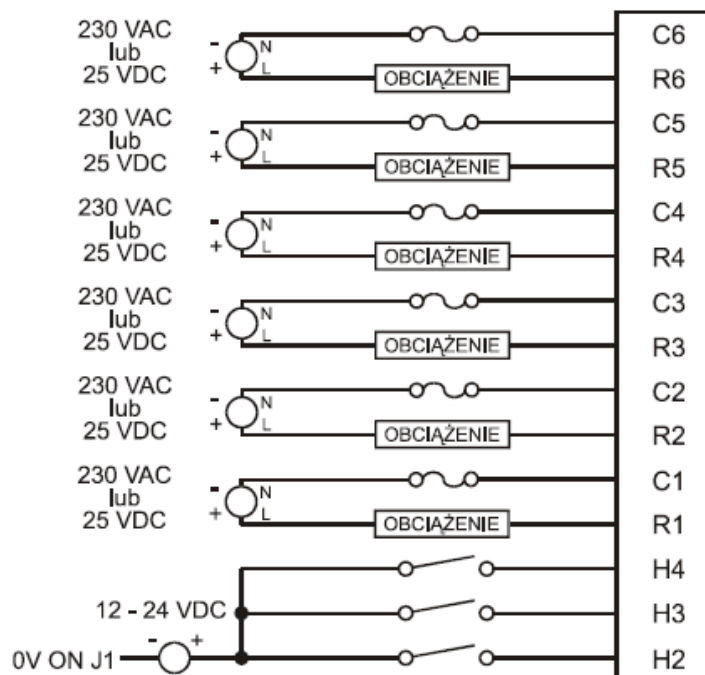 230 VAC
lub
25 VDC
- N
+ L
OBCIĄŻENIE
C6
R6
230 VAC
lub
25 VDC
- N
+ L
OBCIĄŻENIE
C5
R5
230 VAC
lub
25 VDC
- N
+ L
OBCIĄŻENIE
C4
R4
230 VAC
lub
25 VDC
- N
+ L
OBCIĄŻENIE
C3
R3
230 VAC
lub
25 VDC
- N
+ L
OBCIĄŻENIE
C2
R2
230 VAC
lub
25 VDC
- N
+ L
OBCIĄŻENIE
C1
R1
H4
12 - 24 VDC
H3
- +
0V ON J1
H2